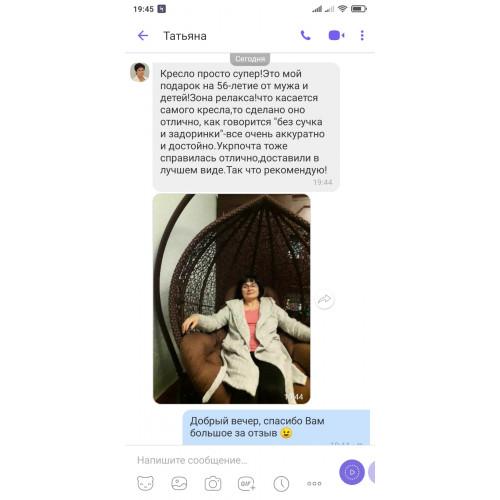 19:45
Татьяна
Сегодня
Кресло просто супер!Это мой
подарок на 56-летие от мужа и
детей!Зона релакса!что касается
самого кресла,то сделано оно
отлично, как говорится "без сучка
и задоринки"-все очень аккуратно
и достойно.Укрпочта тоже
справилась отлично,доставили в
лучшем виде.Так что рекомендую!
19:44
19:44
Добрый вечер, спасибо Вам
большое за отзыв 😉
Напишите сообщение…
GIF